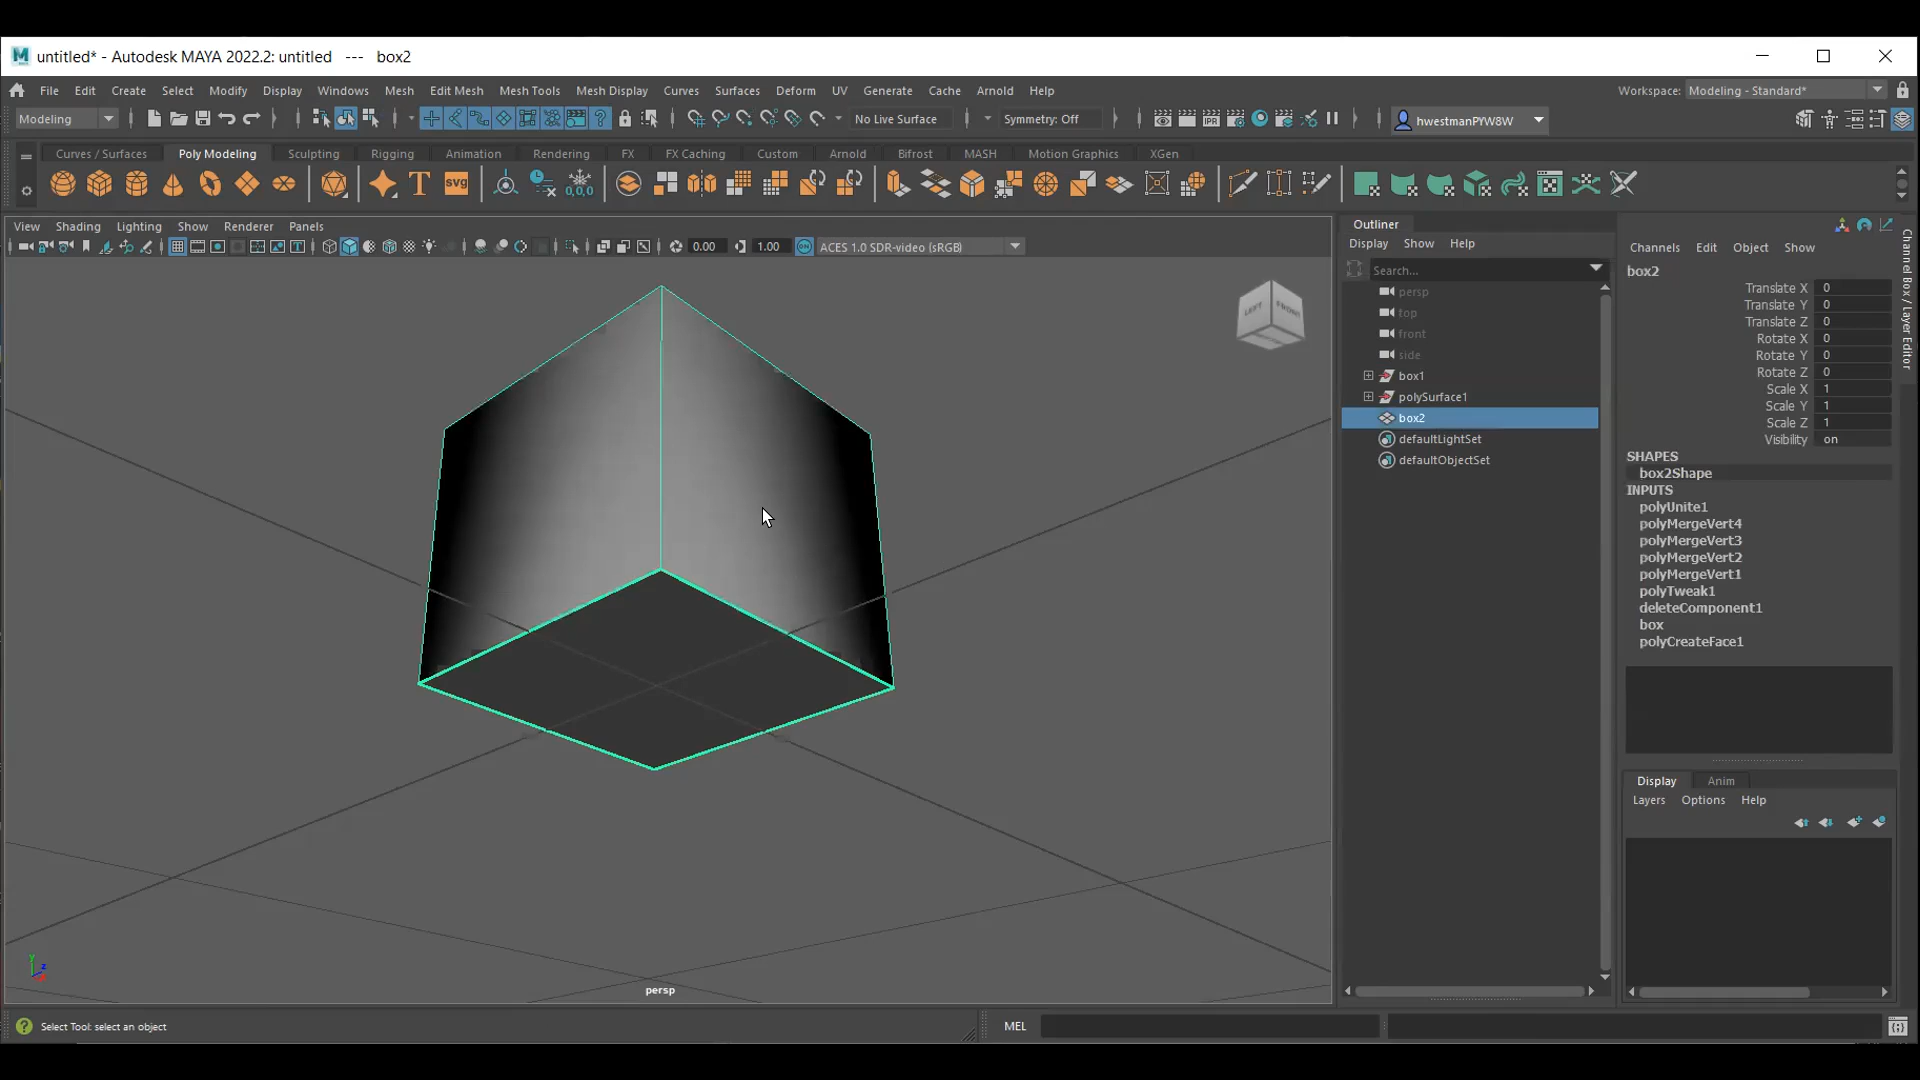 untitled* - Autodesk MAYA 2022.2: untitled --- box2
File Edit Create Select Modify Display Windows Mesh Edit Mesh Mesh Tools Mesh Display Curves Surfaces Deform UV Generate Cache Arnold Help
Workspace: Modeling - Standard*
Modeling
No Live Surface
Symmetry: Off
hwestmanPYW8W
Curves / Surfaces Poly Modeling Sculpting Rigging Animation Rendering FX FX Caching Custom Arnold Bifrost MASH Motion Graphics XGen
View Shading Lighting Show Renderer Panels
0.00 1.00 ACES 1.0 SDR-video (sRGB)
LEFT FRONT
persp
Outliner
Display Show Help
Search...
persp
top
front
side
box1
polySurface1
box2
defaultLightSet
defaultObjectSet
Channels Edit Object Show
box2
Translate X 0
Translate Y 0
Translate Z 0
Rotate X 0
Rotate Y 0
Rotate Z 0
Scale X 1
Scale Y 1
Scale Z 1
Visibility on
SHAPES
box2Shape
INPUTS
polyUnite1
polyMergeVert4
polyMergeVert3
polyMergeVert2
polyMergeVert1
polyTweak1
deleteComponent1
box
polyCreateFace1
Display Anim
Layers Options Help
Channel Box / Layer Editor
Select Tool: select an object
MEL